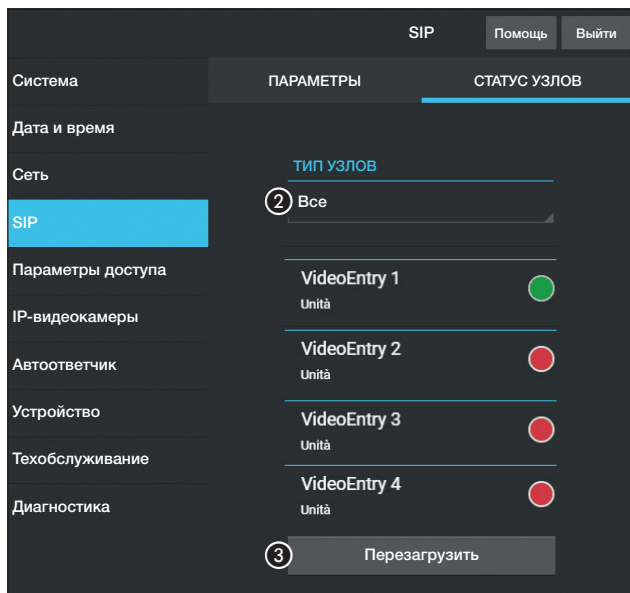 SIP
Помощь
Выйти
Система
Дата и время
Сеть
SIP
Параметры доступа
IP-видеокамеры
Автоответчик
Устройство
Техобслуживание
Диагностика
ПАРАМЕТРЫ
СТАТУС УЗЛОВ
ТИП УЗЛОВ
2 Все
VideoEntry 1
Unità
VideoEntry 2
Unità
VideoEntry 3
Unità
VideoEntry 4
Unità
3 Перезагрузить